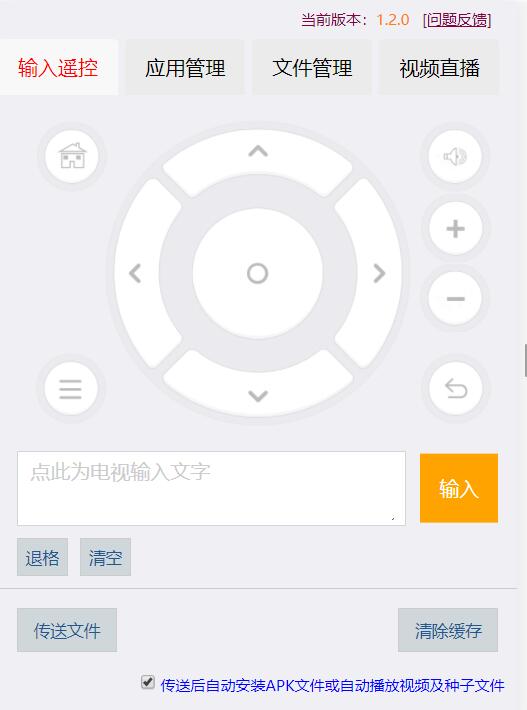 当前版本：1.2.0 [问题反馈]
输入遥控 应用管理 文件管理 视频直播
点此为电视输入文字
输入
退格 清空
传送文件 清除缓存
传送后自动安装APK文件或自动播放视频及种子文件